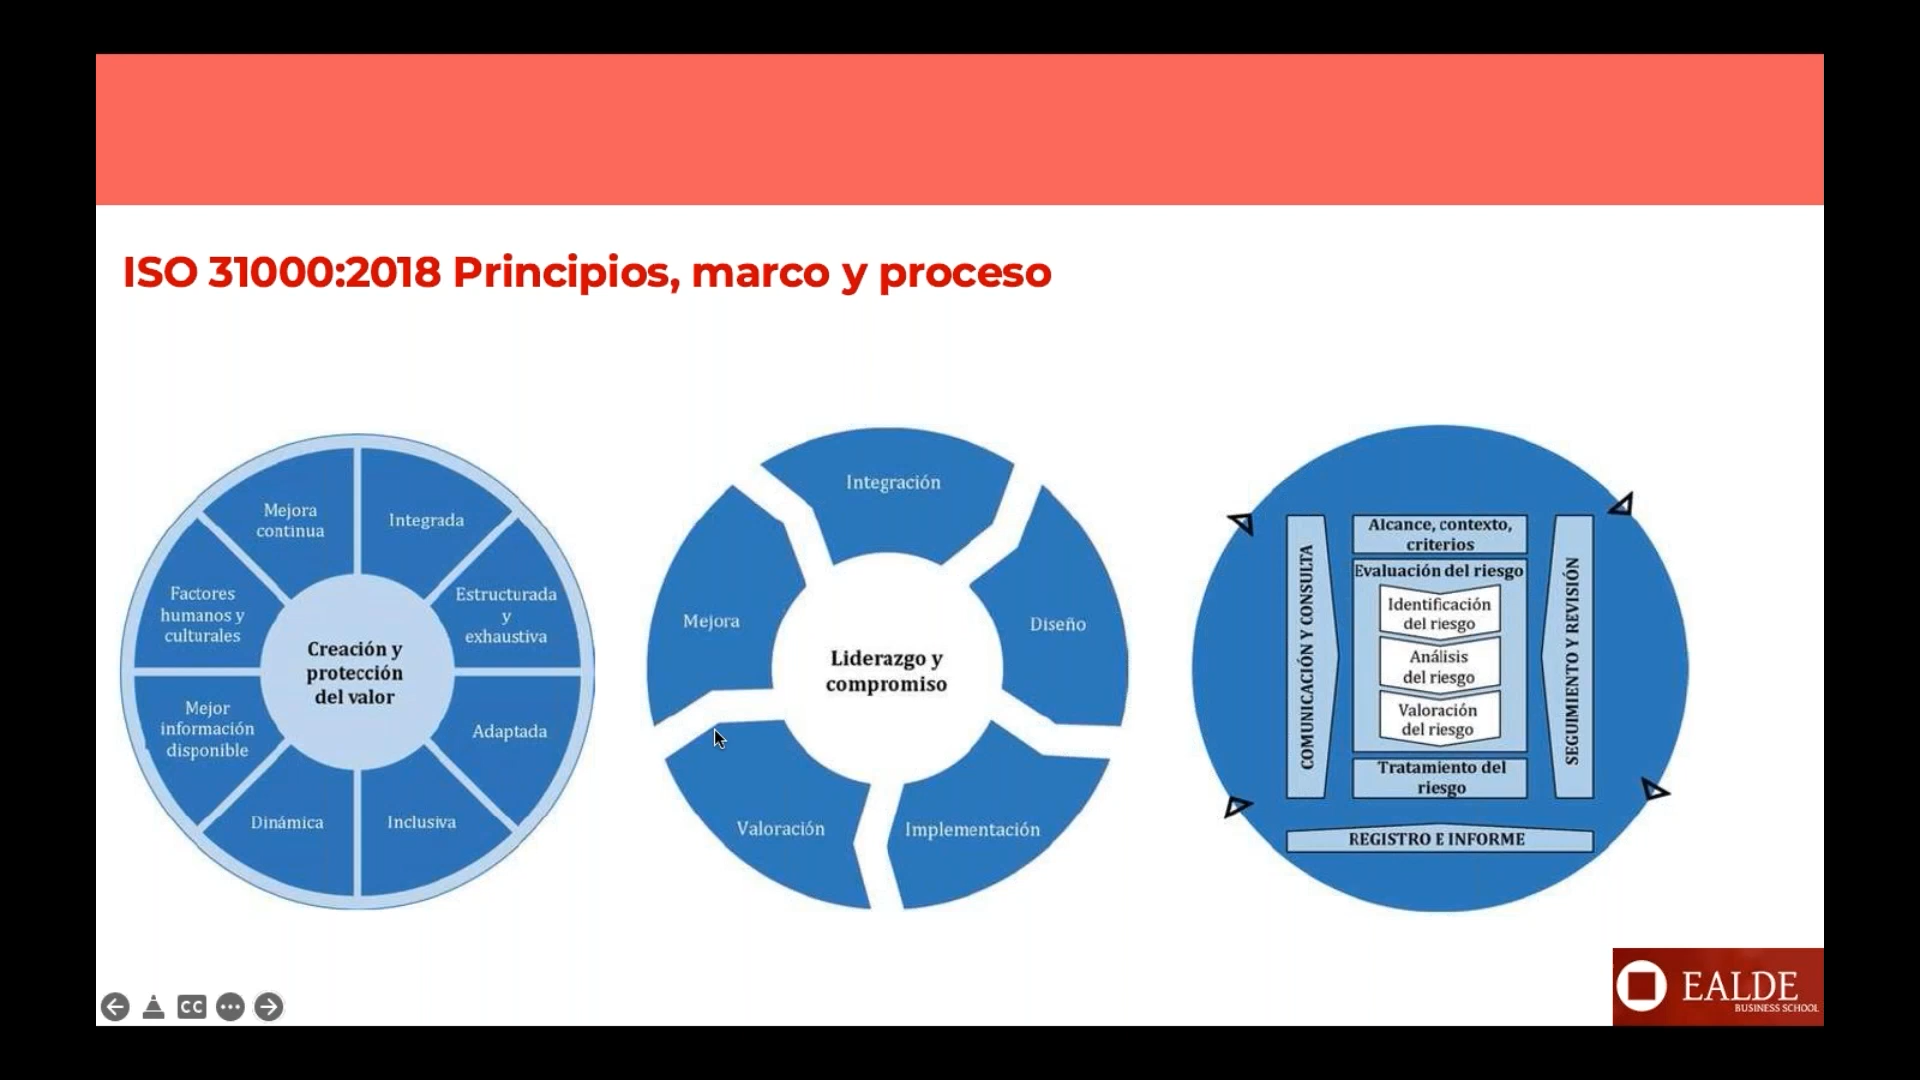 ISO 31000:2018 Principios, marco y proceso
Mejora
continua
Integrada
Factores
humanos y
culturales
Estructurada
y
exhaustiva
Creación y
protección
del valor
Mejor
información
disponible
Adaptada
Dinámica
Inclusiva
Integración
Mejora
Diseño
Liderazgo y
compromiso
Valoración
Implementación
Alcance, contexto,
criterios
Evaluación del riesgo
Identificación
del riesgo
Análisis
del riesgo
Valoración
del riesgo
Tratamiento del
riesgo
COMUNICACIÓN Y CONSULTA
SEGUIMIENTO Y REVISIÓN
REGISTRO E INFORME
CC
EALDE
BUSINESS SCHOOL